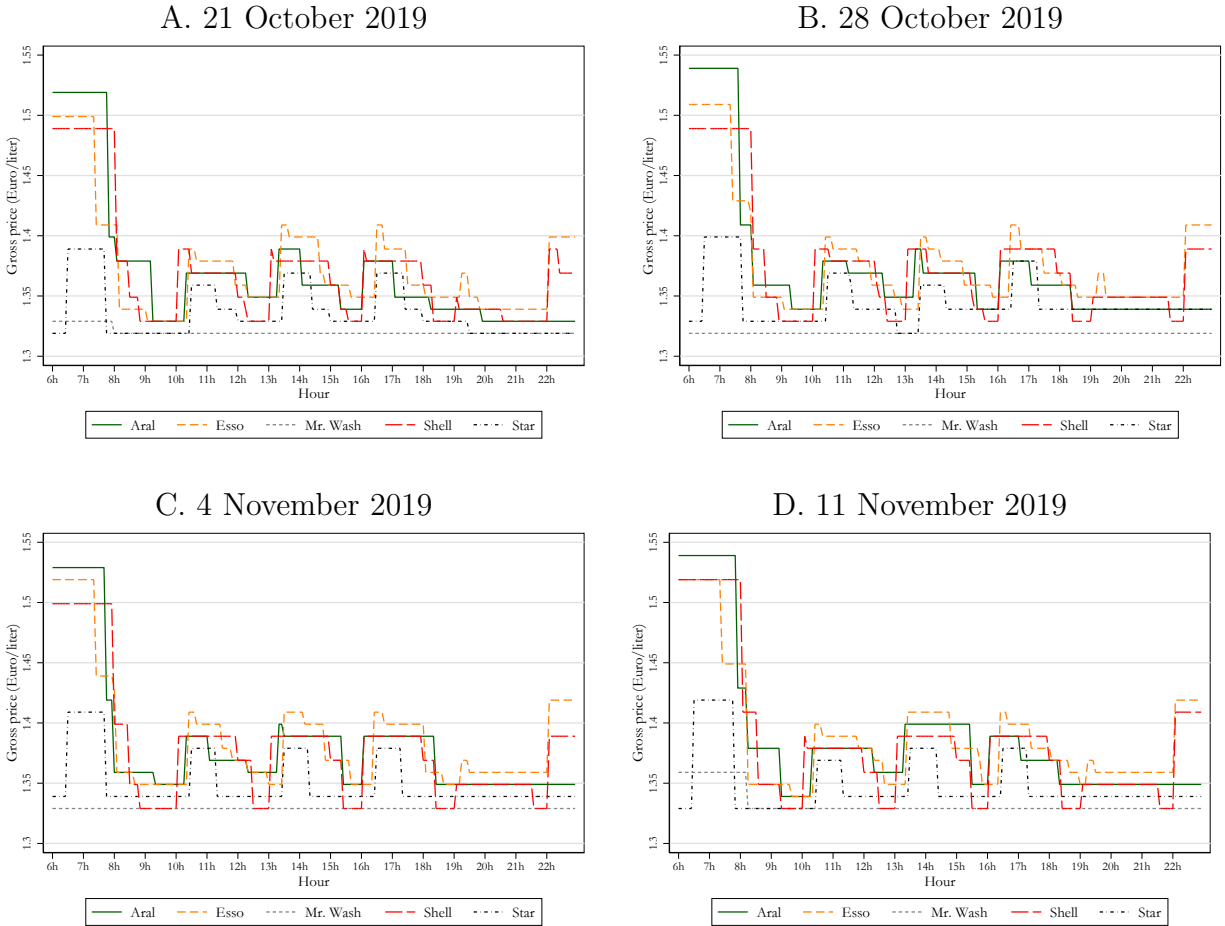 A. 21 October 2019
Gross price (Euro/liter)
1.55
1.5
1.45
1.4
1.35
1.3
6h 7h 8h 9h 10h 11h 12h 13h 14h 15h 16h 17h 18h 19h 20h 21h 22h
Hour
Aral Esso Mr. Wash Shell Star
B. 28 October 2019
Gross price (Euro/liter)
1.55
1.5
1.45
1.4
1.35
1.3
6h 7h 8h 9h 10h 11h 12h 13h 14h 15h 16h 17h 18h 19h 20h 21h 22h
Hour
Aral Esso Mr. Wash Shell Star
C. 4 November 2019
Gross price (Euro/liter)
1.55
1.5
1.45
1.4
1.35
1.3
6h 7h 8h 9h 10h 11h 12h 13h 14h 15h 16h 17h 18h 19h 20h 21h 22h
Hour
Aral Esso Mr. Wash Shell Star
D. 11 November 2019
Gross price (Euro/liter)
1.55
1.5
1.45
1.4
1.35
1.3
6h 7h 8h 9h 10h 11h 12h 13h 14h 15h 16h 17h 18h 19h 20h 21h 22h
Hour
Aral Esso Mr. Wash Shell Star